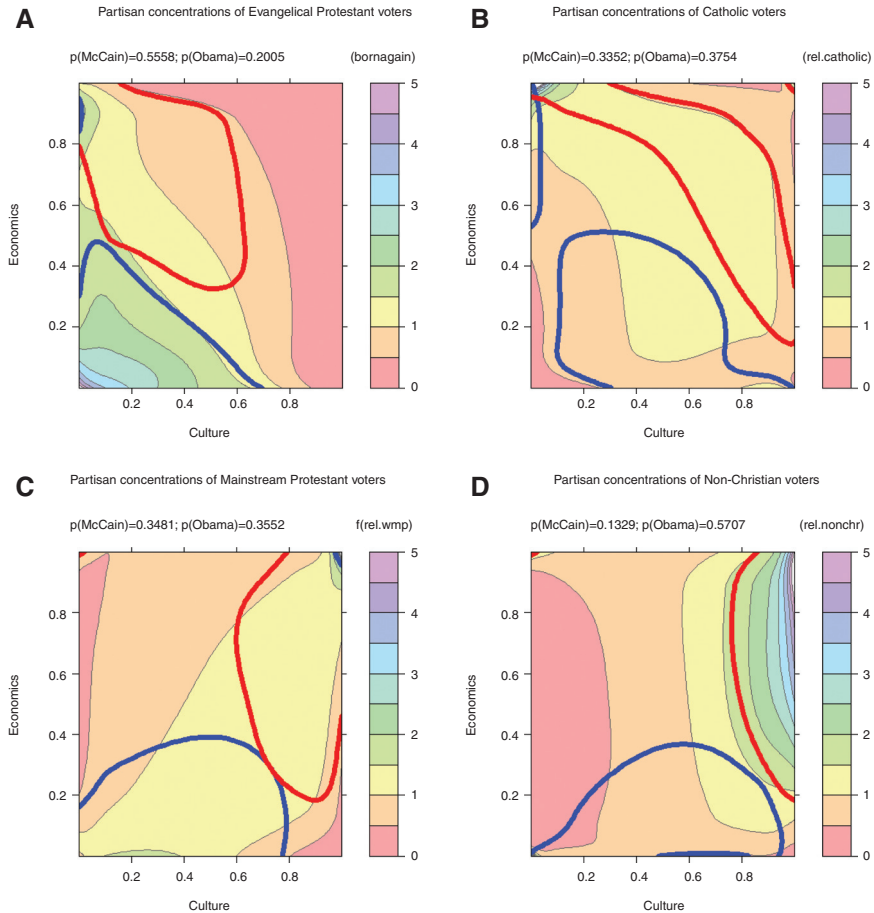 A
Partisan concentrations of Evangelical Protestant voters
p(McCain)=0.5558; p(Obama)=0.2005 (bornagain)
Economics
0.8
0.6
0.4
0.2
0.2 0.4 0.6 0.8
Culture
5
4
3
2
1
0
B
Partisan concentrations of Catholic voters
p(McCain)=0.3352; p(Obama)=0.3754 (rel.catholic)
Economics
0.8
0.6
0.4
0.2
0.2 0.4 0.6 0.8
Culture
5
4
3
2
1
0
C
Partisan concentrations of Mainstream Protestant voters
p(McCain)=0.3481; p(Obama)=0.3552 f(rel.wmp)
Economics
0.8
0.6
0.4
0.2
0.2 0.4 0.6 0.8
Culture
5
4
3
2
1
0
D
Partisan concentrations of Non-Christian voters
p(McCain)=0.1329; p(Obama)=0.5707 (rel.nonchr)
Economics
0.8
0.6
0.4
0.2
0.2 0.4 0.6 0.8
Culture
5
4
3
2
1
0